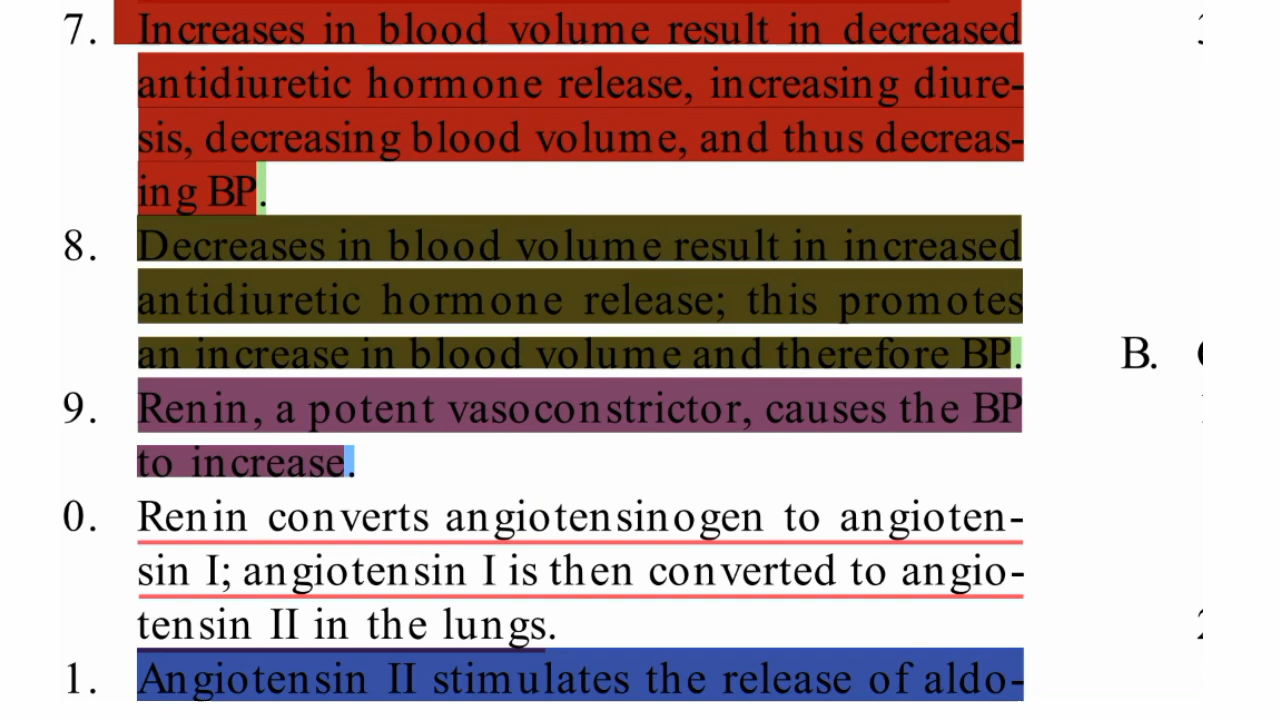 7. Increases in blood volume result in decreased
antidiuretic hormone release, increasing diure-
sis, decreasing blood volume, and thus decreas-
ing BP.
8. Decreases in blood volume result in increased
antidiuretic hormone release; this promotes
an increase in blood volume and therefore BP.
9. Renin, a potent vasoconstrictor, causes the BP
to increase.
0. Renin converts angiotensinogen to angioten-
sin I; angiotensin I is then converted to angio-
tensin II in the lungs.
1. Angiotensin II stimulates the release of aldo-
B.